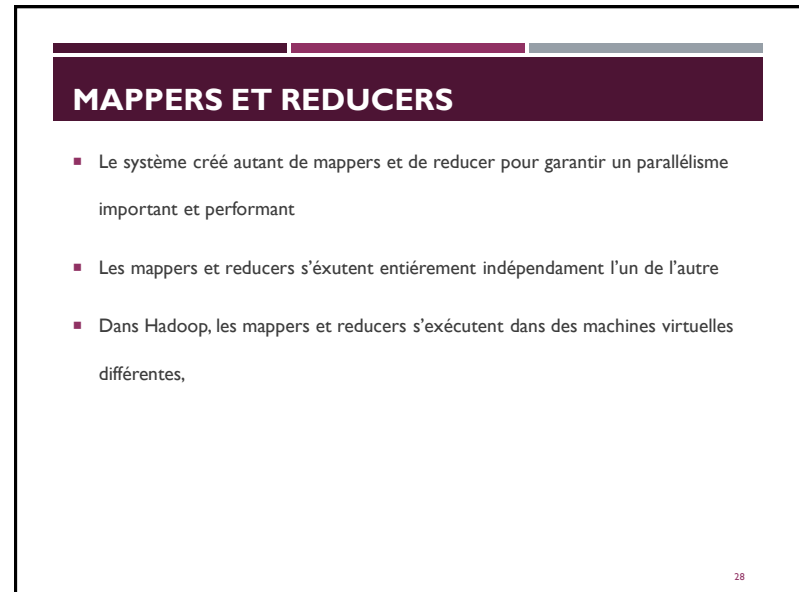 MAPPERS ET REDUCERS
▪ Le système créé autant de mappers et de reducer pour garantir un parallélisme
important et performant
▪ Les mappers et reducers s’éxutent entiérement indépendament l’un de l’autre
▪ Dans Hadoop, les mappers et reducers s’exécutent dans des machines virtuelles
différentes,
28